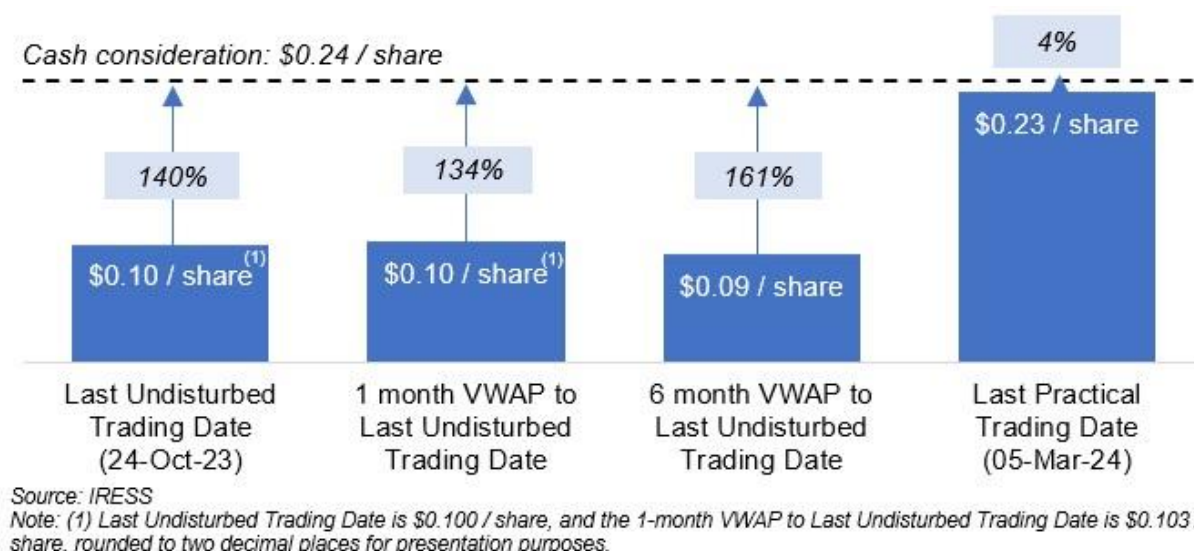 Cash consideration: $0.24 / share
4%
$0.23 / share
140%
134%
161%
$0.10 / share(1)
$0.10 / share(1)
$0.09 / share
Last Undisturbed
Trading Date
(24-Oct-23)
1 month VWAP to
Last Undisturbed
Trading Date
6 month VWAP to
Last Undisturbed
Trading Date
Last Practical
Trading Date
(05-Mar-24)
Source: IRESS
Note: (1) Last Undisturbed Trading Date is $0.100 / share, and the 1-month VWAP to Last Undisturbed Trading Date is $0.103 /
share, rounded to two decimal places for presentation purposes.